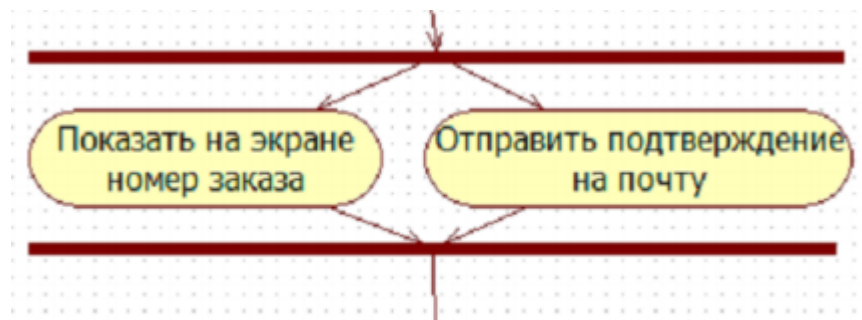 Показать на экране
номер заказа
Отправить подтверждение
на почту